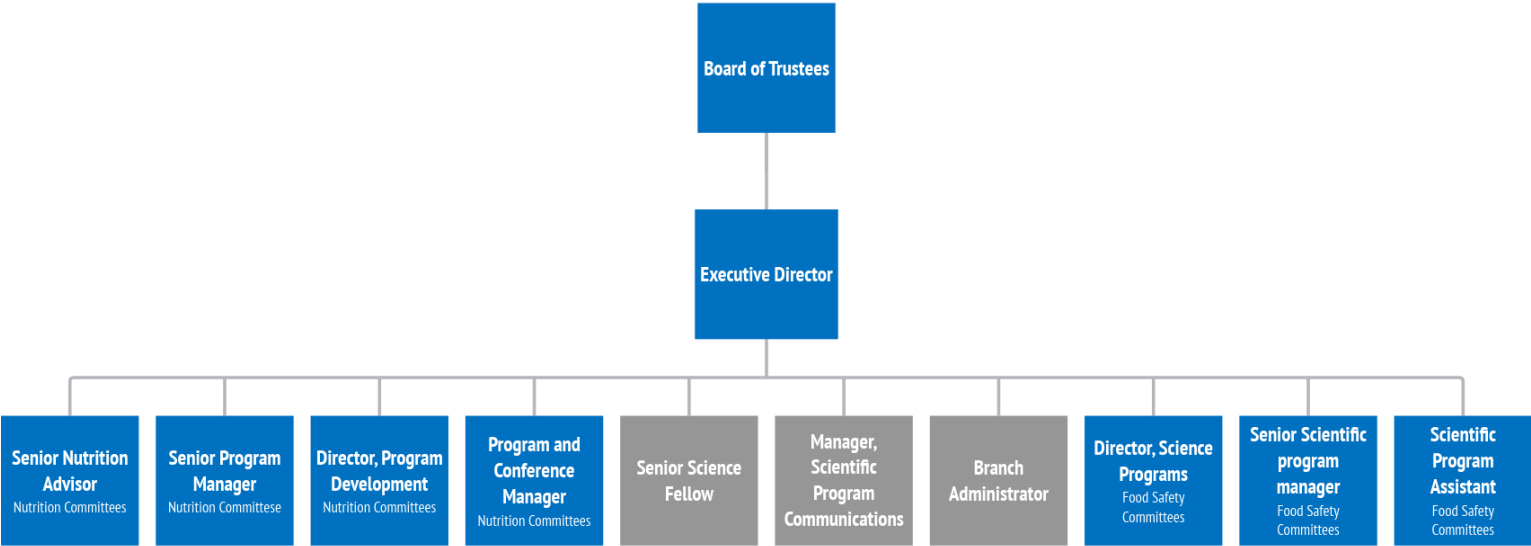 Board of Trustees
Executive Director
Senior Nutrition
Advisor
Nutrition Committees
Senior Program
Manager
Nutrition Committese
Director, Program
Development
Nutrition Committees
Program and
Conference
Manager
Nutrition Committees
Senior Science
Fellow
Manager,
Scientific
Program
Communications
Branch
Administrator
Director, Science
Programs
Food Safety
Committees
Senior Scientific
program
manager
Food Safety
Committees
Scientific
Program
Assistant
Food Safety
Committees